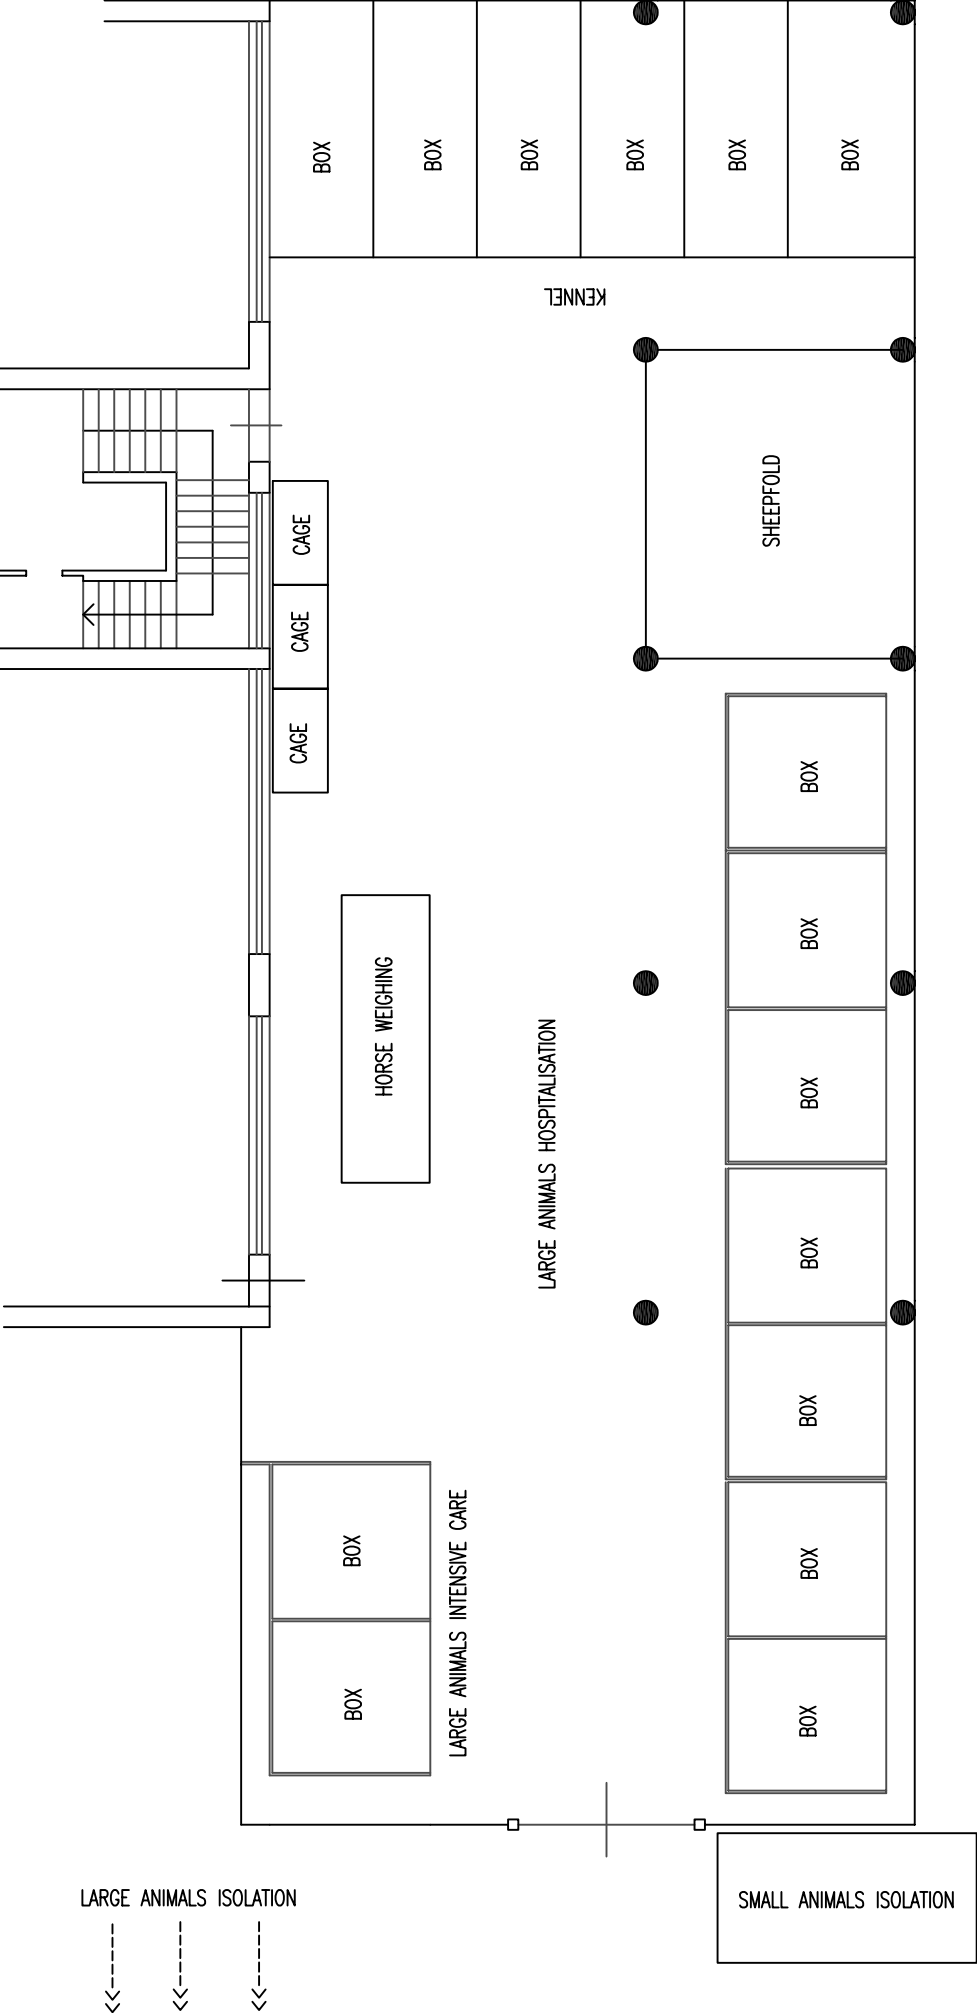 BOX
BOX
BOX
BOX
BOX
BOX
KENNEL
SHEEPFOLD
CAGE
CAGE
CAGE
BOX
BOX
HORSE WEIGHING
BOX
LARGE ANIMALS HOSPITALISATION
BOX
BOX
BOX
LARGE ANIMALS INTENSIVE CARE
BOX
BOX
BOX
LARGE ANIMALS ISOLATION
SMALL ANIMALS ISOLATION